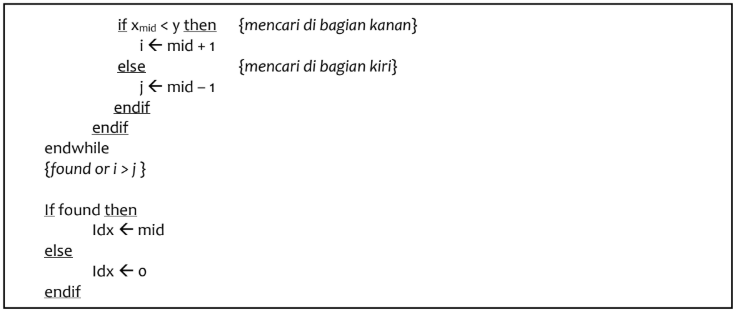 if xmid < y then {mencari di bagian kanan}
i ← mid + 1
else {mencari di bagian kiri}
j ← mid – 1
endif
endif
endwhile
{found or i > j }
If found then
Idx ← mid
else
Idx ← 0
endif